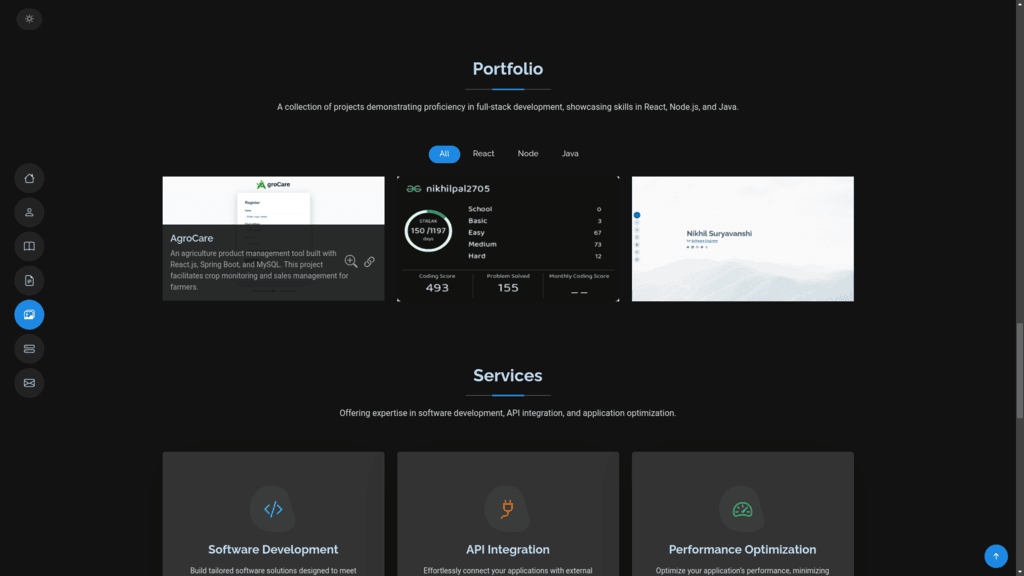 Portfolio
A collection of projects demonstrating proficiency in full-stack development, showcasing skills in React, Node.js, and Java.
All React Node Java
groCare
Register
AgroCare
An agriculture product management tool built with
React.js, Spring Boot, and MySQL. This project
facilitates crop monitoring and sales management for
farmers.
nikhilpal2705
STREAK
150 /1197
days
School 0
Basic 3
Easy 67
Medium 73
Hard 12
Coding Score Problem Solved Monthly Coding Score
493 155 _ _
Nikhil Suryavanshi
I'm Software Engineer
Services
Offering expertise in software development, API integration, and application optimization.
Software Development
Build tailored software solutions designed to meet
API Integration
Effortlessly connect your applications with external
Performance Optimization
Optimize your application's performance, minimizing